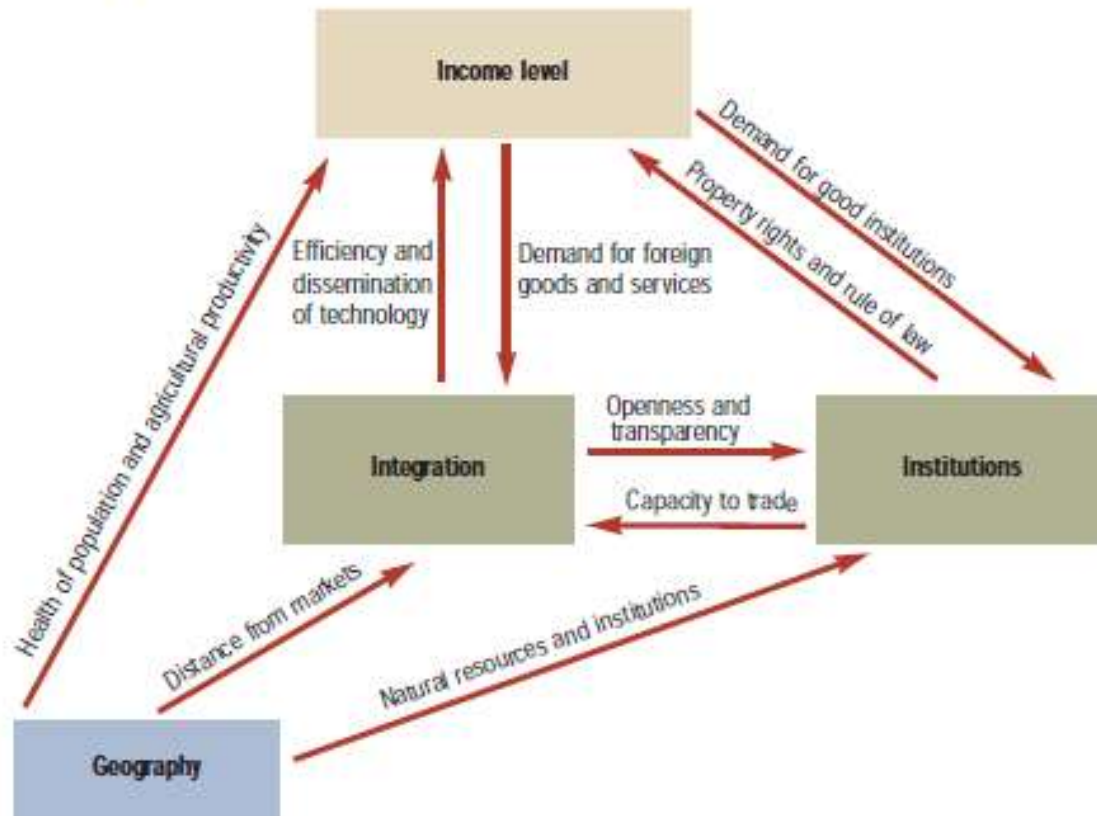 Income level
Demand for good institutions
Property rights and rule of law
Health of population and agricultural productivity
Efficiency and
dissemination
of technology
Demand for foreign
goods and services
Openness and
transparency
Integration
Institutions
Capacity to trade
Distance from markets
Natural resources and institutions
Geography